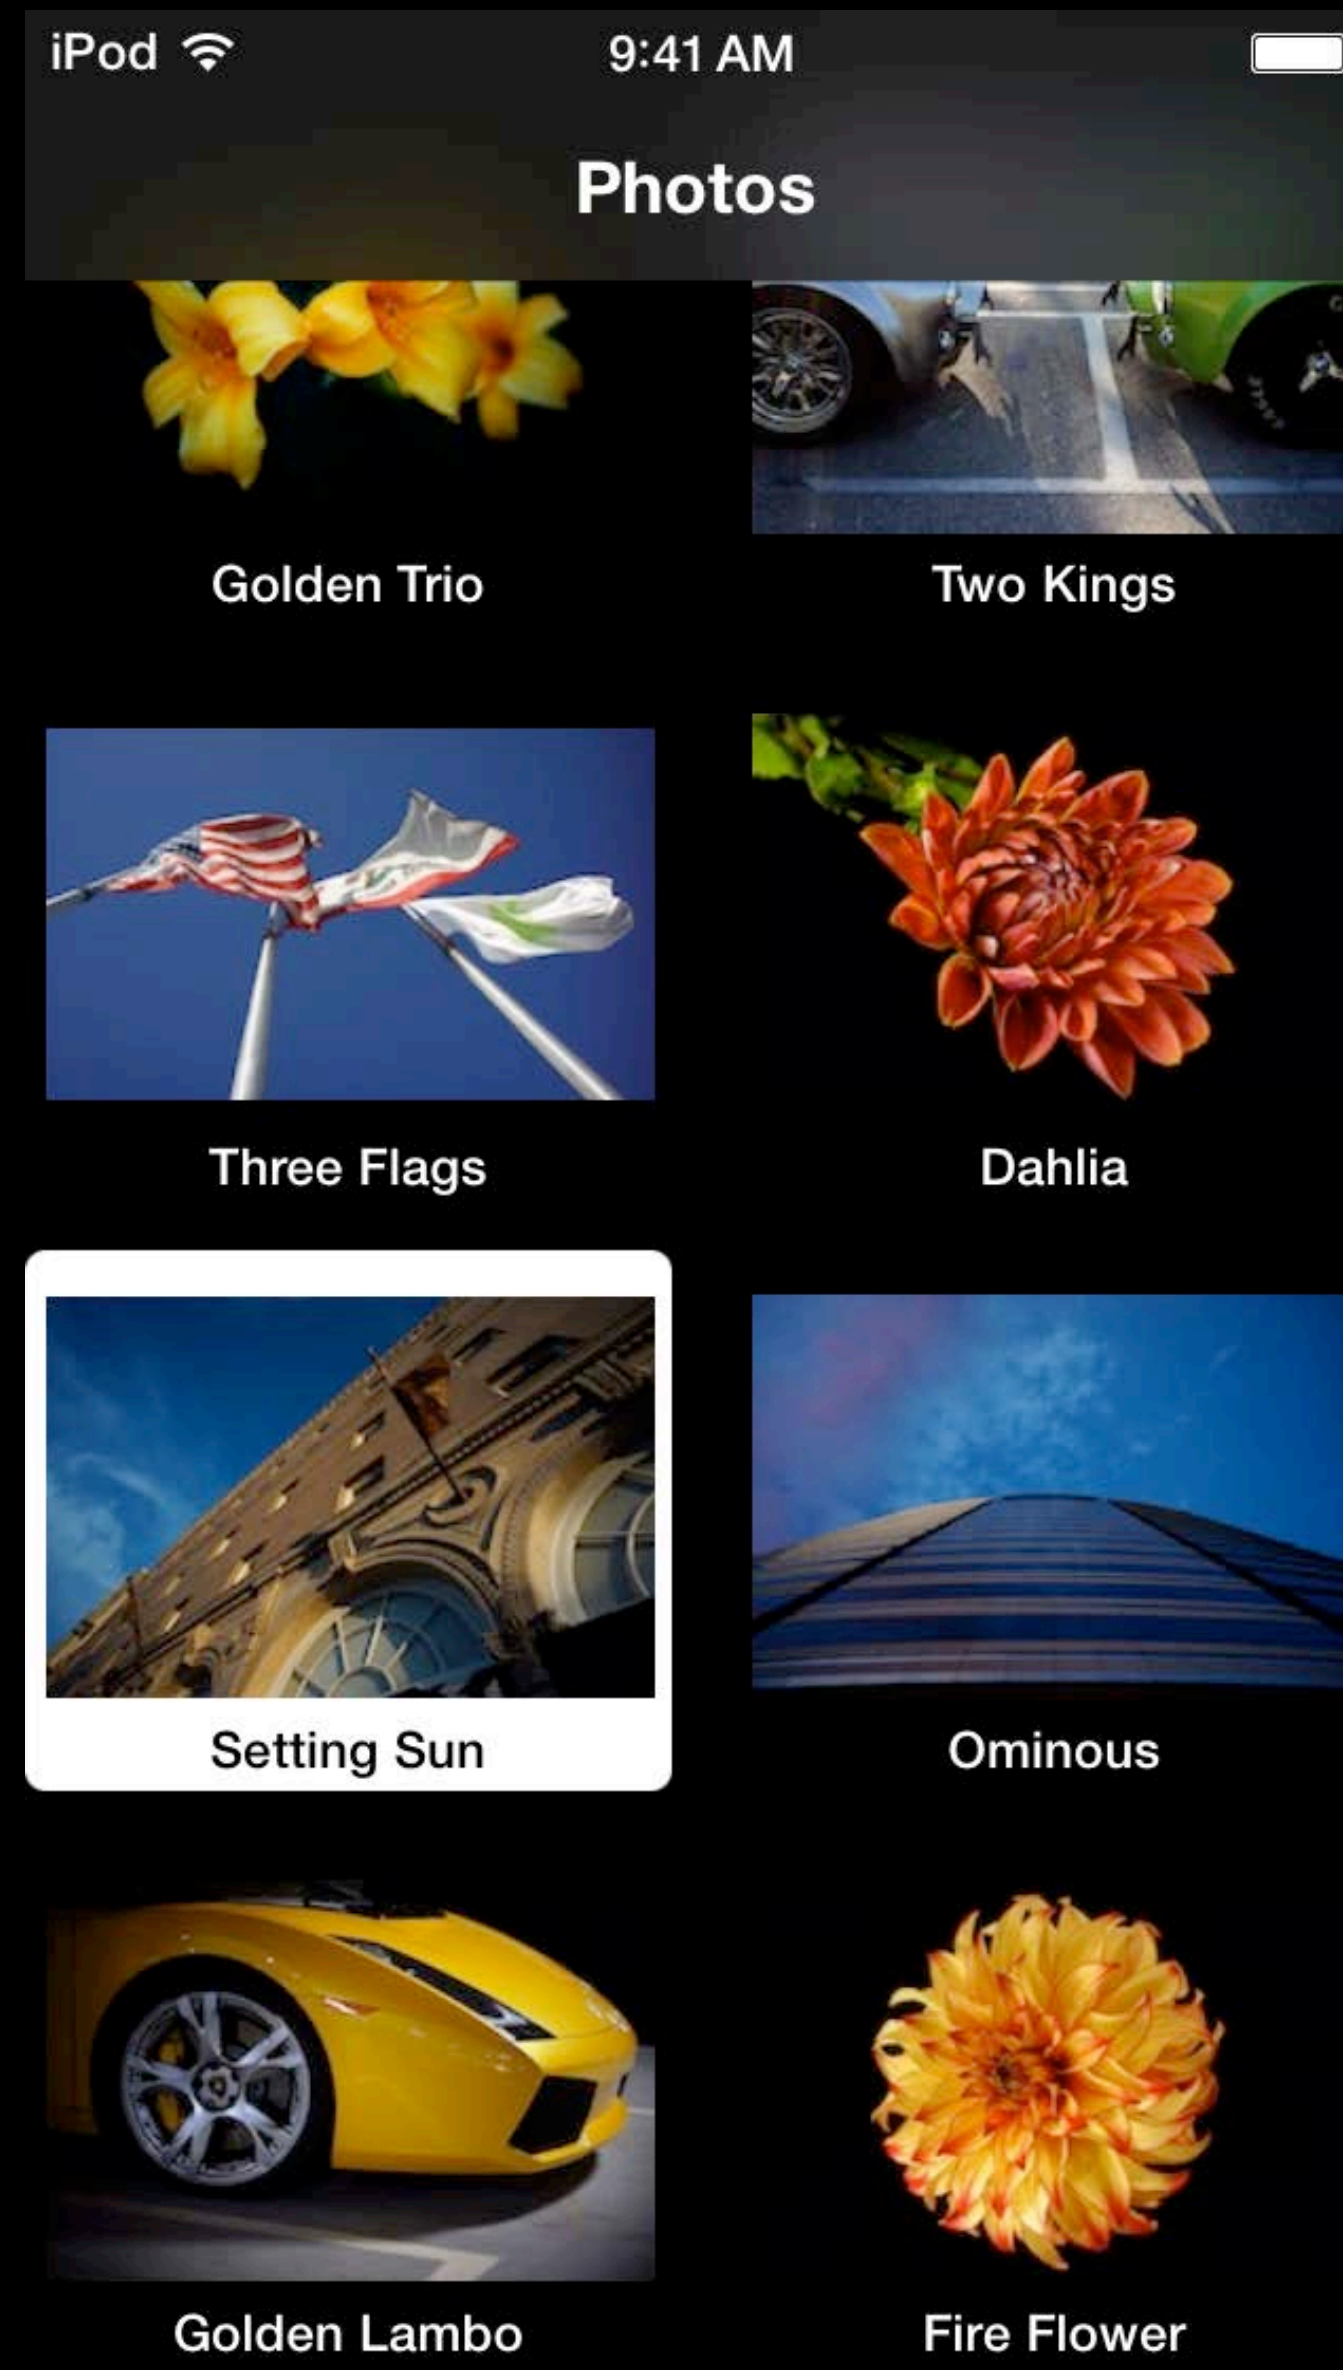 iPod 9:41 AM
Photos
Golden Trio
Two Kings
Three Flags
Dahlia
Setting Sun
Ominous
Golden Lambo
Fire Flower